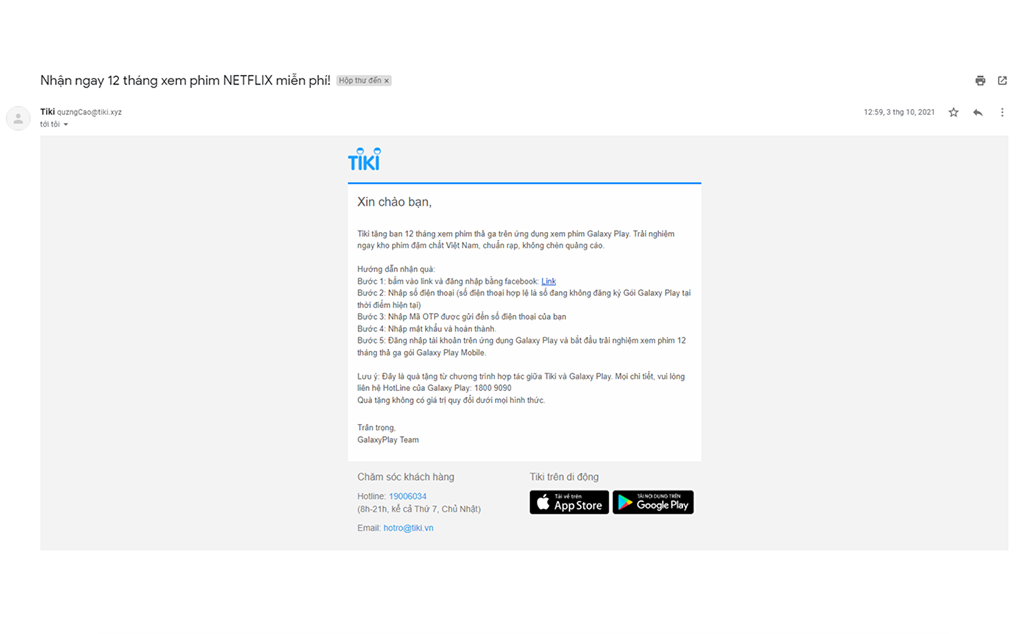 Nhận ngay 12 tháng xem phim NETFLIX miễn phí! Hộp thư đến ×
Tiki quzngCao@tiki.xyz
12:59, 3 thg 10, 2021
tới tôi
TIKI
Xin chào bạn,
Tiki tặng bạn 12 tháng xem phim thả ga trên ứng dụng xem phim Galaxy Play. Trải nghiệm
ngay kho phim đậm chất Việt Nam, chuẩn rạp, không chèn quảng cáo.
Hướng dẫn nhận quà:
Bước 1: bấm vào link và đăng nhập bằng facebook: Link
Bước 2: Nhập số điện thoại (số điện thoại hợp lệ là số đang không đăng ký Gói Galaxy Play tại
thời điểm hiện tại)
Bước 3: Nhập Mã OTP được gửi đến số điện thoại của bạn
Bước 4: Nhập mật khẩu và hoàn thành.
Bước 5: Đăng nhập tài khoản trên ứng dụng Galaxy Play và bắt đầu trải nghiệm xem phim 12
tháng thả ga gói Galaxy Play Mobile.
Lưu ý: Đây là quà tặng từ chương trình hợp tác giữa Tiki và Galaxy Play. Mọi chi tiết, vui lòng
liên hệ HotLine của Galaxy Play: 1800 9090
Quà tặng không có giá trị quy đổi dưới mọi hình thức.
Trân trọng,
GalaxyPlay Team
Chăm sóc khách hàng
Hotline: 19006034
(8h-21h, kể cả Thứ 7, Chủ Nhật)
Email: hotro@tiki.vn
Tiki trên di động
Tải về trên
App Store
TẢI NỘI DUNG TRÊN
Google Play